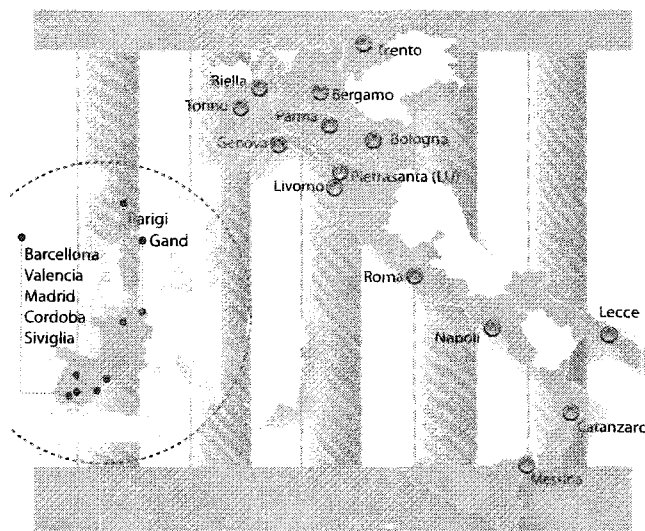 Trento
Biella
Bergamo
Torino
Parma
Genova
Bologna
Pietrasanta (LU)
Livorno
Parigi
Gand
Barcellona
Valencia
Madrid
Cordoba
Siviglia
Roma
Napoli
Lecce
Catanzaro
Messina